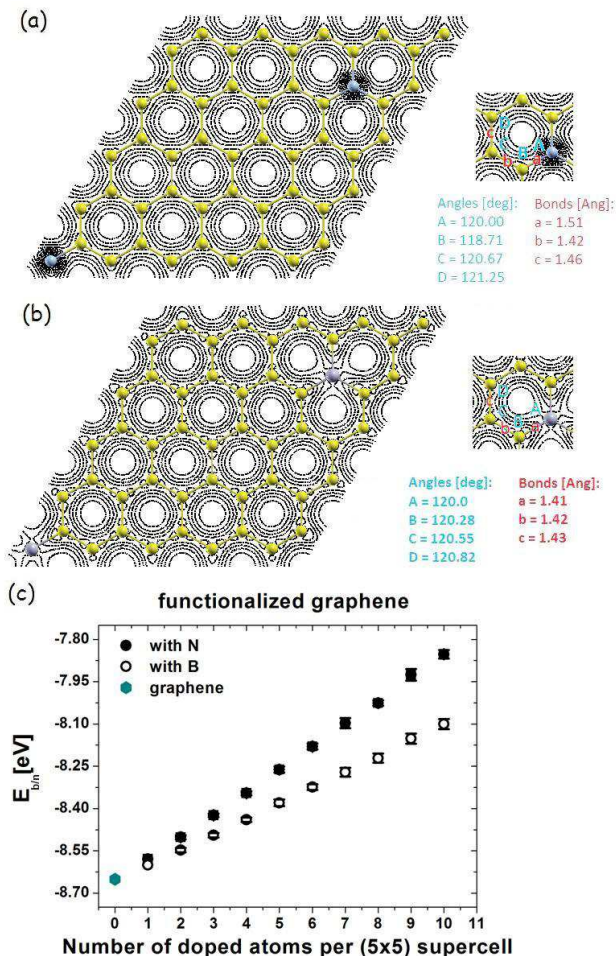 (a)
D
c
C
B
A
b
a
Angles [deg]: Bonds [Ang]:
A = 120.00 a = 1.51
B = 118.71 b = 1.42
C = 120.67 c = 1.46
D = 121.25
(b)
D
c
C
B
A
b
a
Angles [deg]: Bonds [Ang]:
A = 120.0 a = 1.41
B = 120.28 b = 1.42
C = 120.55 c = 1.43
D = 120.82
(c)
functionalized graphene
with N
with B
graphene
-7.80
-7.95
-8.10
-8.25
-8.40
-8.55
-8.70
E b/n [eV]
0 1 2 3 4 5 6 7 8 9 10 11
Number of doped atoms per (5x5) supercell